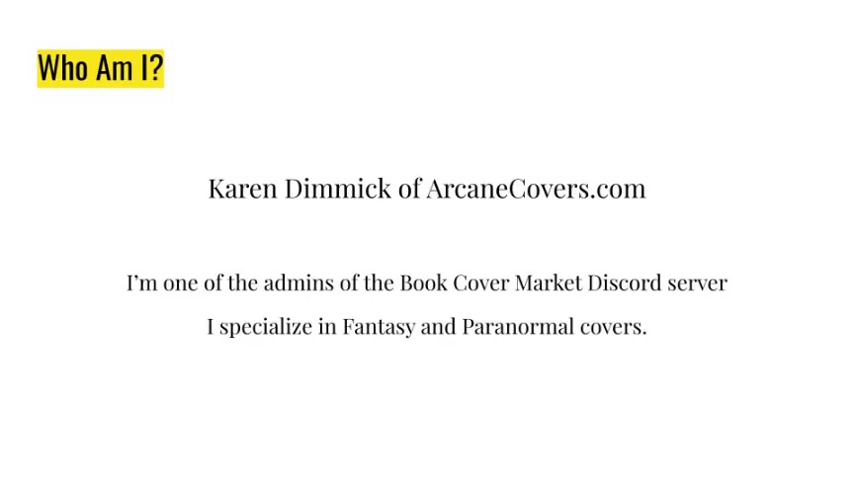 Who Am I?
Karen Dimmick of ArcaneCovers.com
I’m one of the admins of the Book Cover Market Discord server
I specialize in Fantasy and Paranormal covers.